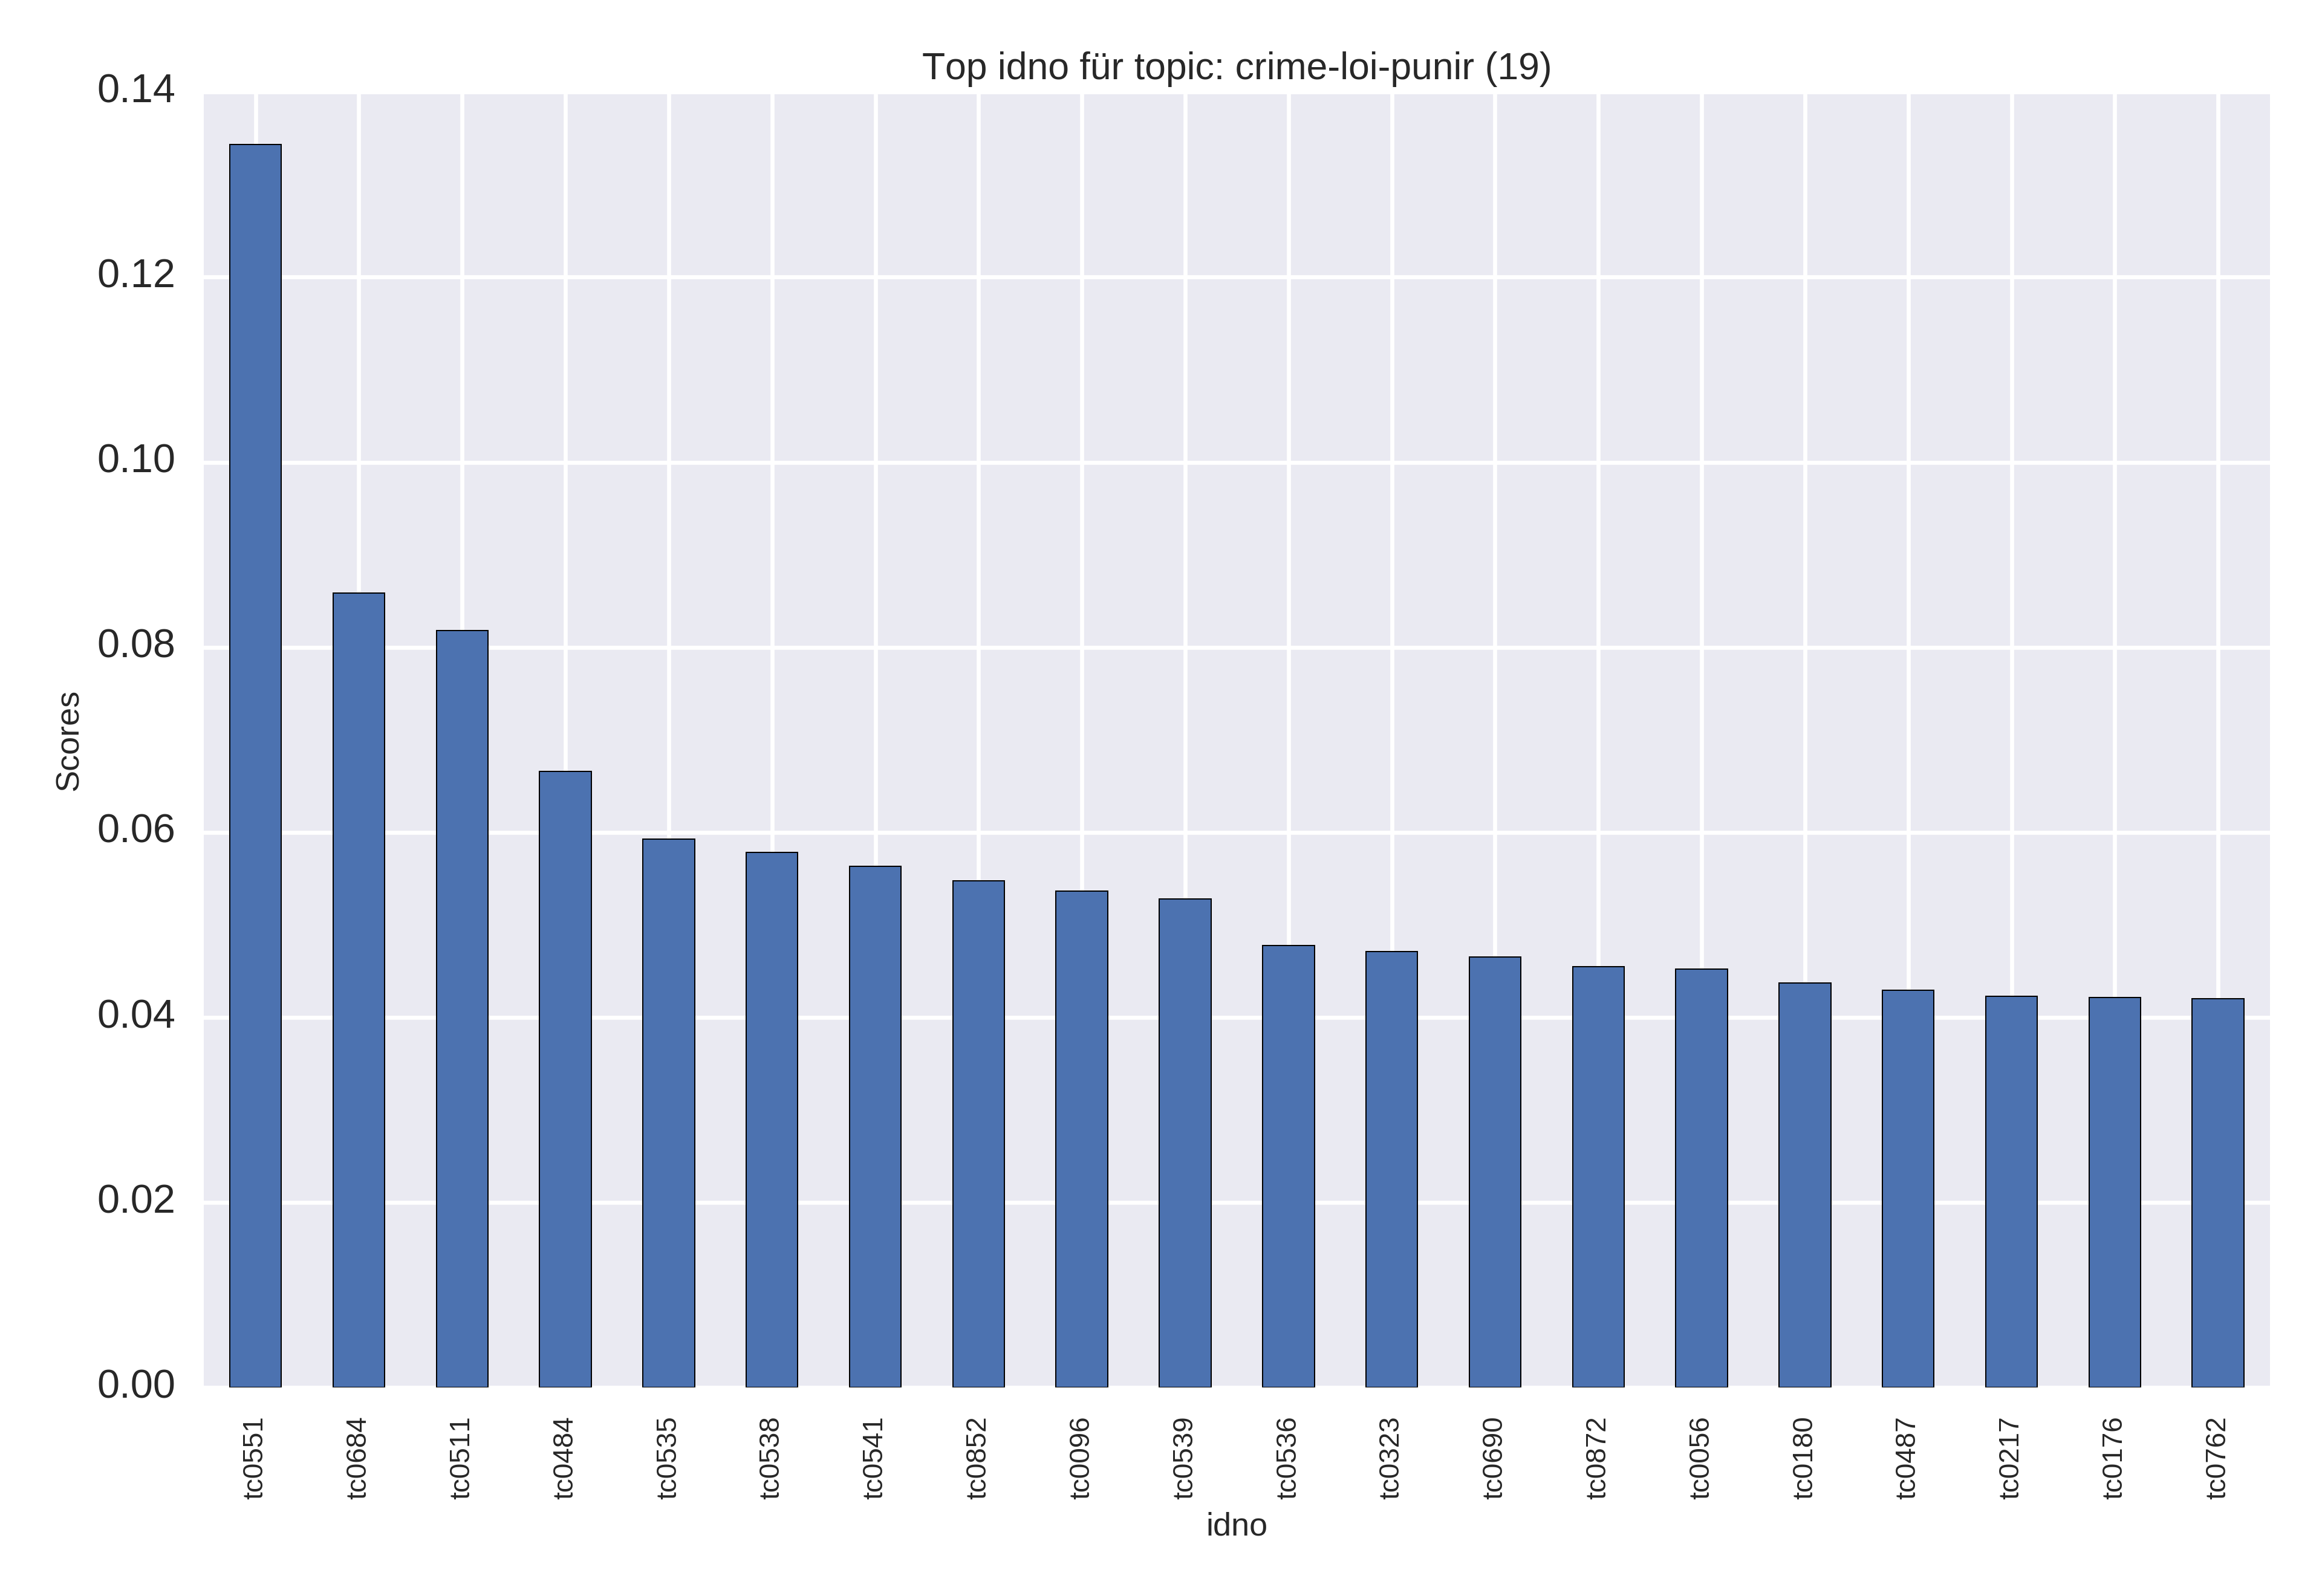 Top idno für topic: crime-loi-punir (19)
0.14
0.12
0.10
0.08
0.06
0.04
0.02
0.00
Scores
tc0551
tc0684
tc0511
tc0484
tc0535
tc0538
tc0541
tc0852
tc0096
tc0539
tc0536
tc0323
tc0690
tc0872
tc0056
tc0180
tc0487
tc0217
tc0176
tc0762
idno